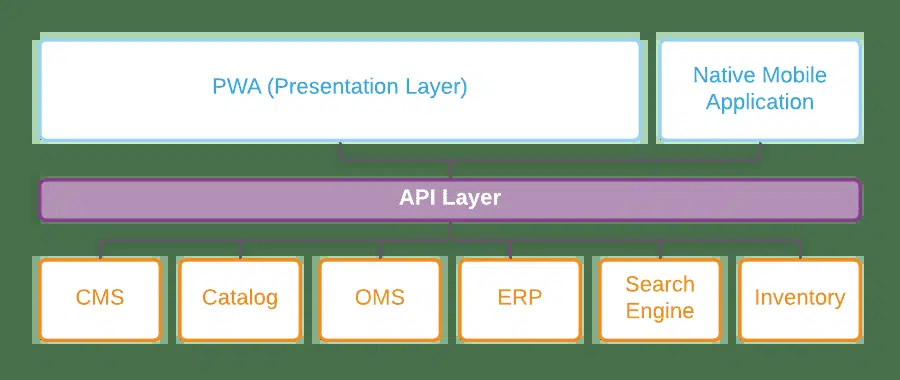 PWA (Presentation Layer)
Native Mobile
Application
API Layer
CMS
Catalog
OMS
ERP
Search
Engine
Inventory